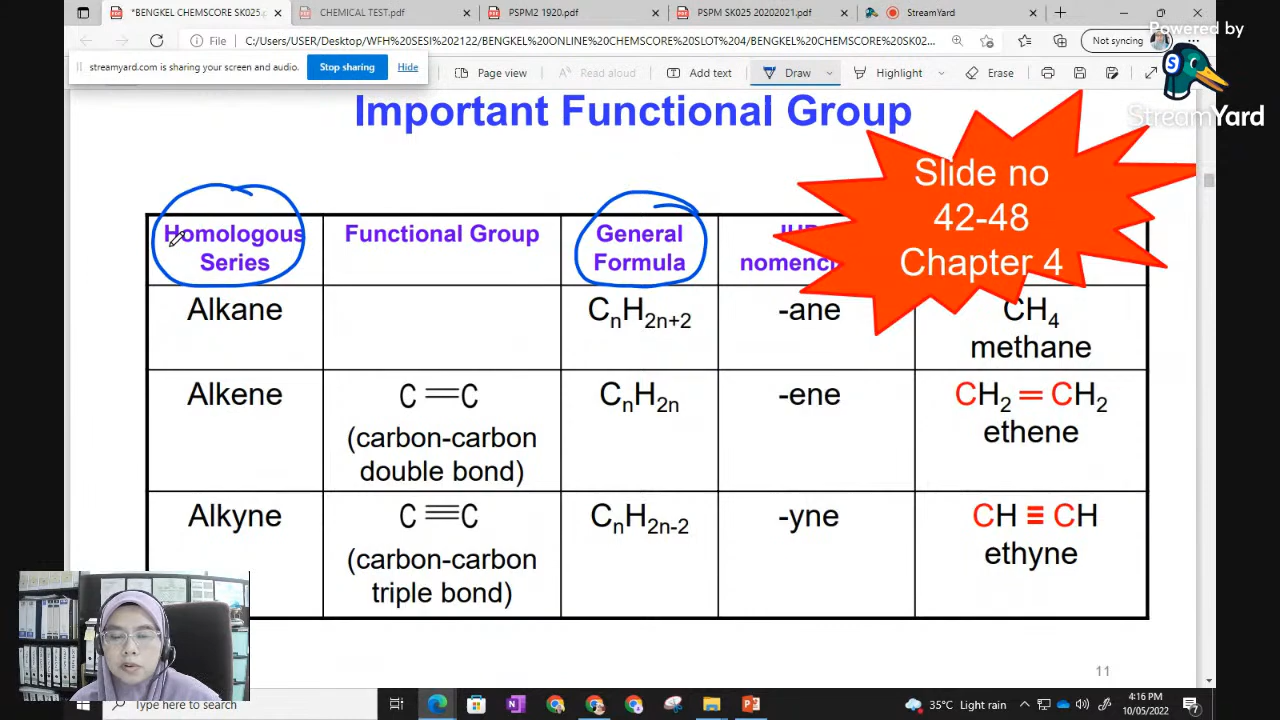 *BENGKEL CHEMSCORE SK025.p
CHEMICAL TEST.pdf
PSPM2 1920.pdf
PSPM SK025 20202021.pdf
StreamYard
File
C:/Users/USER/Desktop/WFH%20SESI%
EL%20ONLINE%20CHEMSCORE%20SLOT%204/BENGKEL%20CHEMSCORE%20SK02...
Not syncing
Powered by
StreamYard
streamyard.com is sharing your screen and audio.
Stop sharing
Hide
Page view
Read aloud
Add text
Draw
Highlight
Erase
Important Functional Group
Slide no
42-48
Chapter 4
Homologous
Series
Functional Group
General
Formula
Alkane
CnH2n+2
-ane
CH4
methane
Alkene
C=C
(carbon-carbon
double bond)
CnH2n
-ene
CH2 = CH2
ethene
Alkyne
C≡C
(carbon-carbon
triple bond)
CnH2n-2
-yne
CH ≡ CH
ethyne
11
Type here to search
35°C Light rain
4:16 PM
10/05/2022